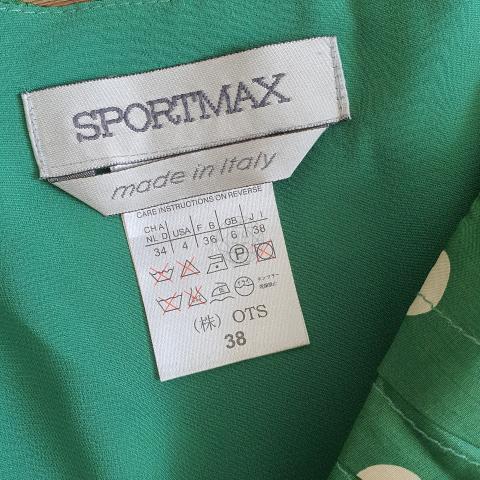 SPORTMAX
made in Italy
CARE INSTRUCTIONS ON REVERSE
CH A USA F B GB J I
NL D
34 4 36 6 38
P
(株) OTS
38